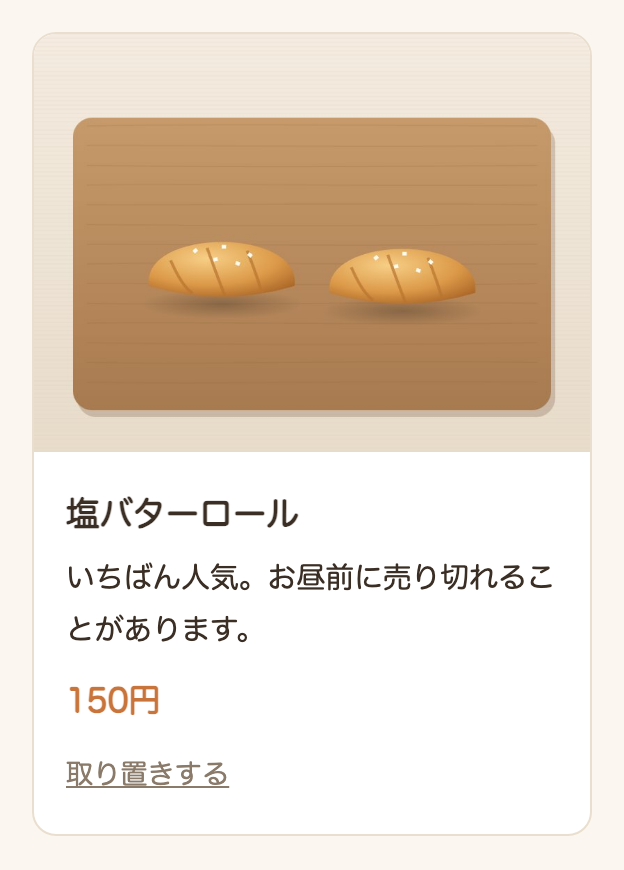 塩バターロール
いちばん人気。お昼前に売り切れるこ
とがあります。
150円
取り置きする